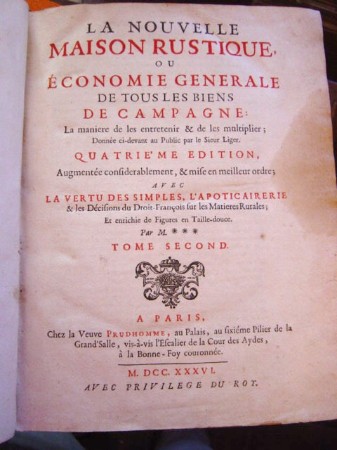 LA NOUVELLE
MAISON RUSTIQUE,
OU
ÉCONOMIE GENERALE
DE TOUS LES BIENS
DE CAMPAGNE:
La maniere de les entretenir & de les multiplier;
Donnée ci-devant au Public par le Sieur Liger.
QUATRIE'ME EDITION,
Augmentée considerablement, & mise en meilleur ordre;
AVEC
LA VERTU DES SIMPLES, L'APOTICAIRERIE
& les Décisions du Droit François sur les Matieres Rurales;
Et enrichie de Figures en Taille-douce.
Par M. ***
TOME SECOND.
A PARIS,
Chez la Veuve PRUDHOMME, au Palais, au sixiéme Pilier de la
Grand'Salle, vis-à-vis l'Escalier de la Cour des Aydes,
à la Bonne-Foy couronnée.
M. DCC. XXXVI.
AVEC PRIVILEGE DU ROY.